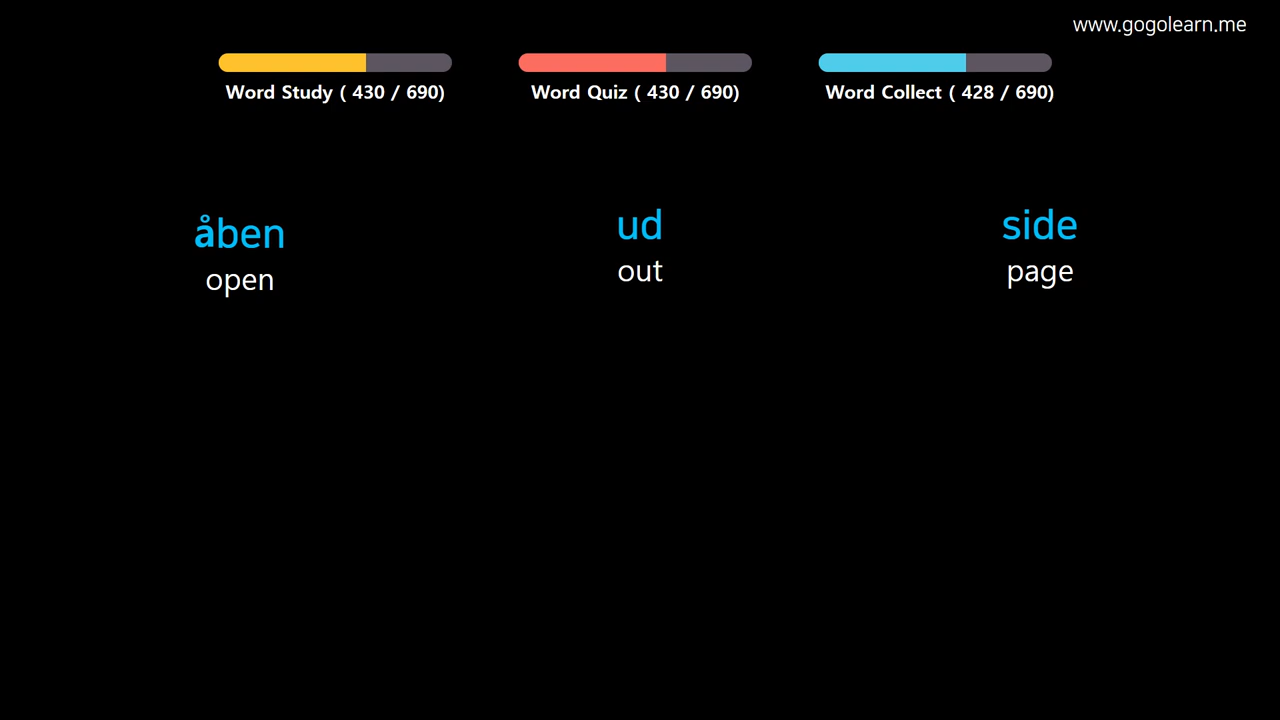 www.gogolearn.me
Word Study ( 430 / 690)
Word Quiz ( 430 / 690)
Word Collect ( 428 / 690)
åben
open
ud
out
side
page